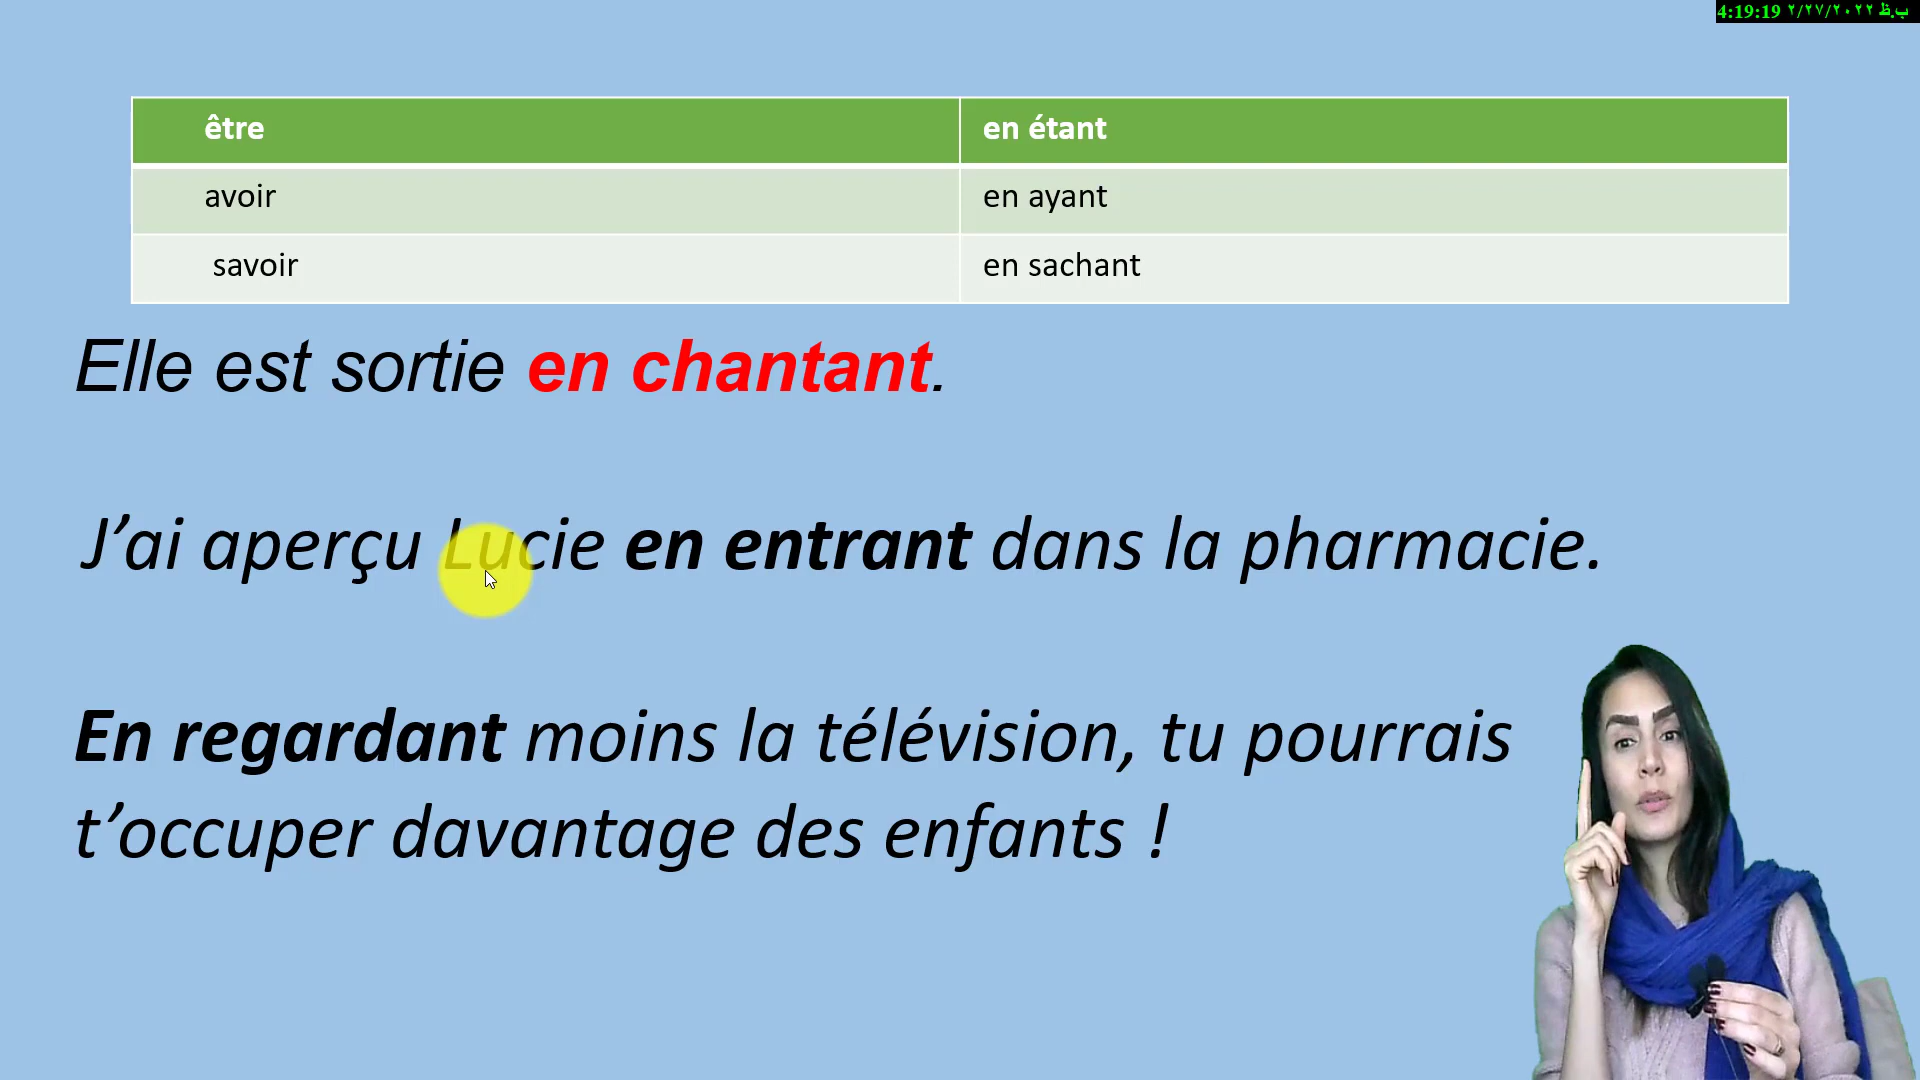 4:19:19 ۲/۲۷/۲۰۲۲ ب.ظ
être en étant
avoir en ayant
savoir en sachant
Elle est sortie en chantant.
J’ai aperçu Lucie en entrant dans la pharmacie.
En regardant moins la télévision, tu pourrais
t’occuper davantage des enfants !